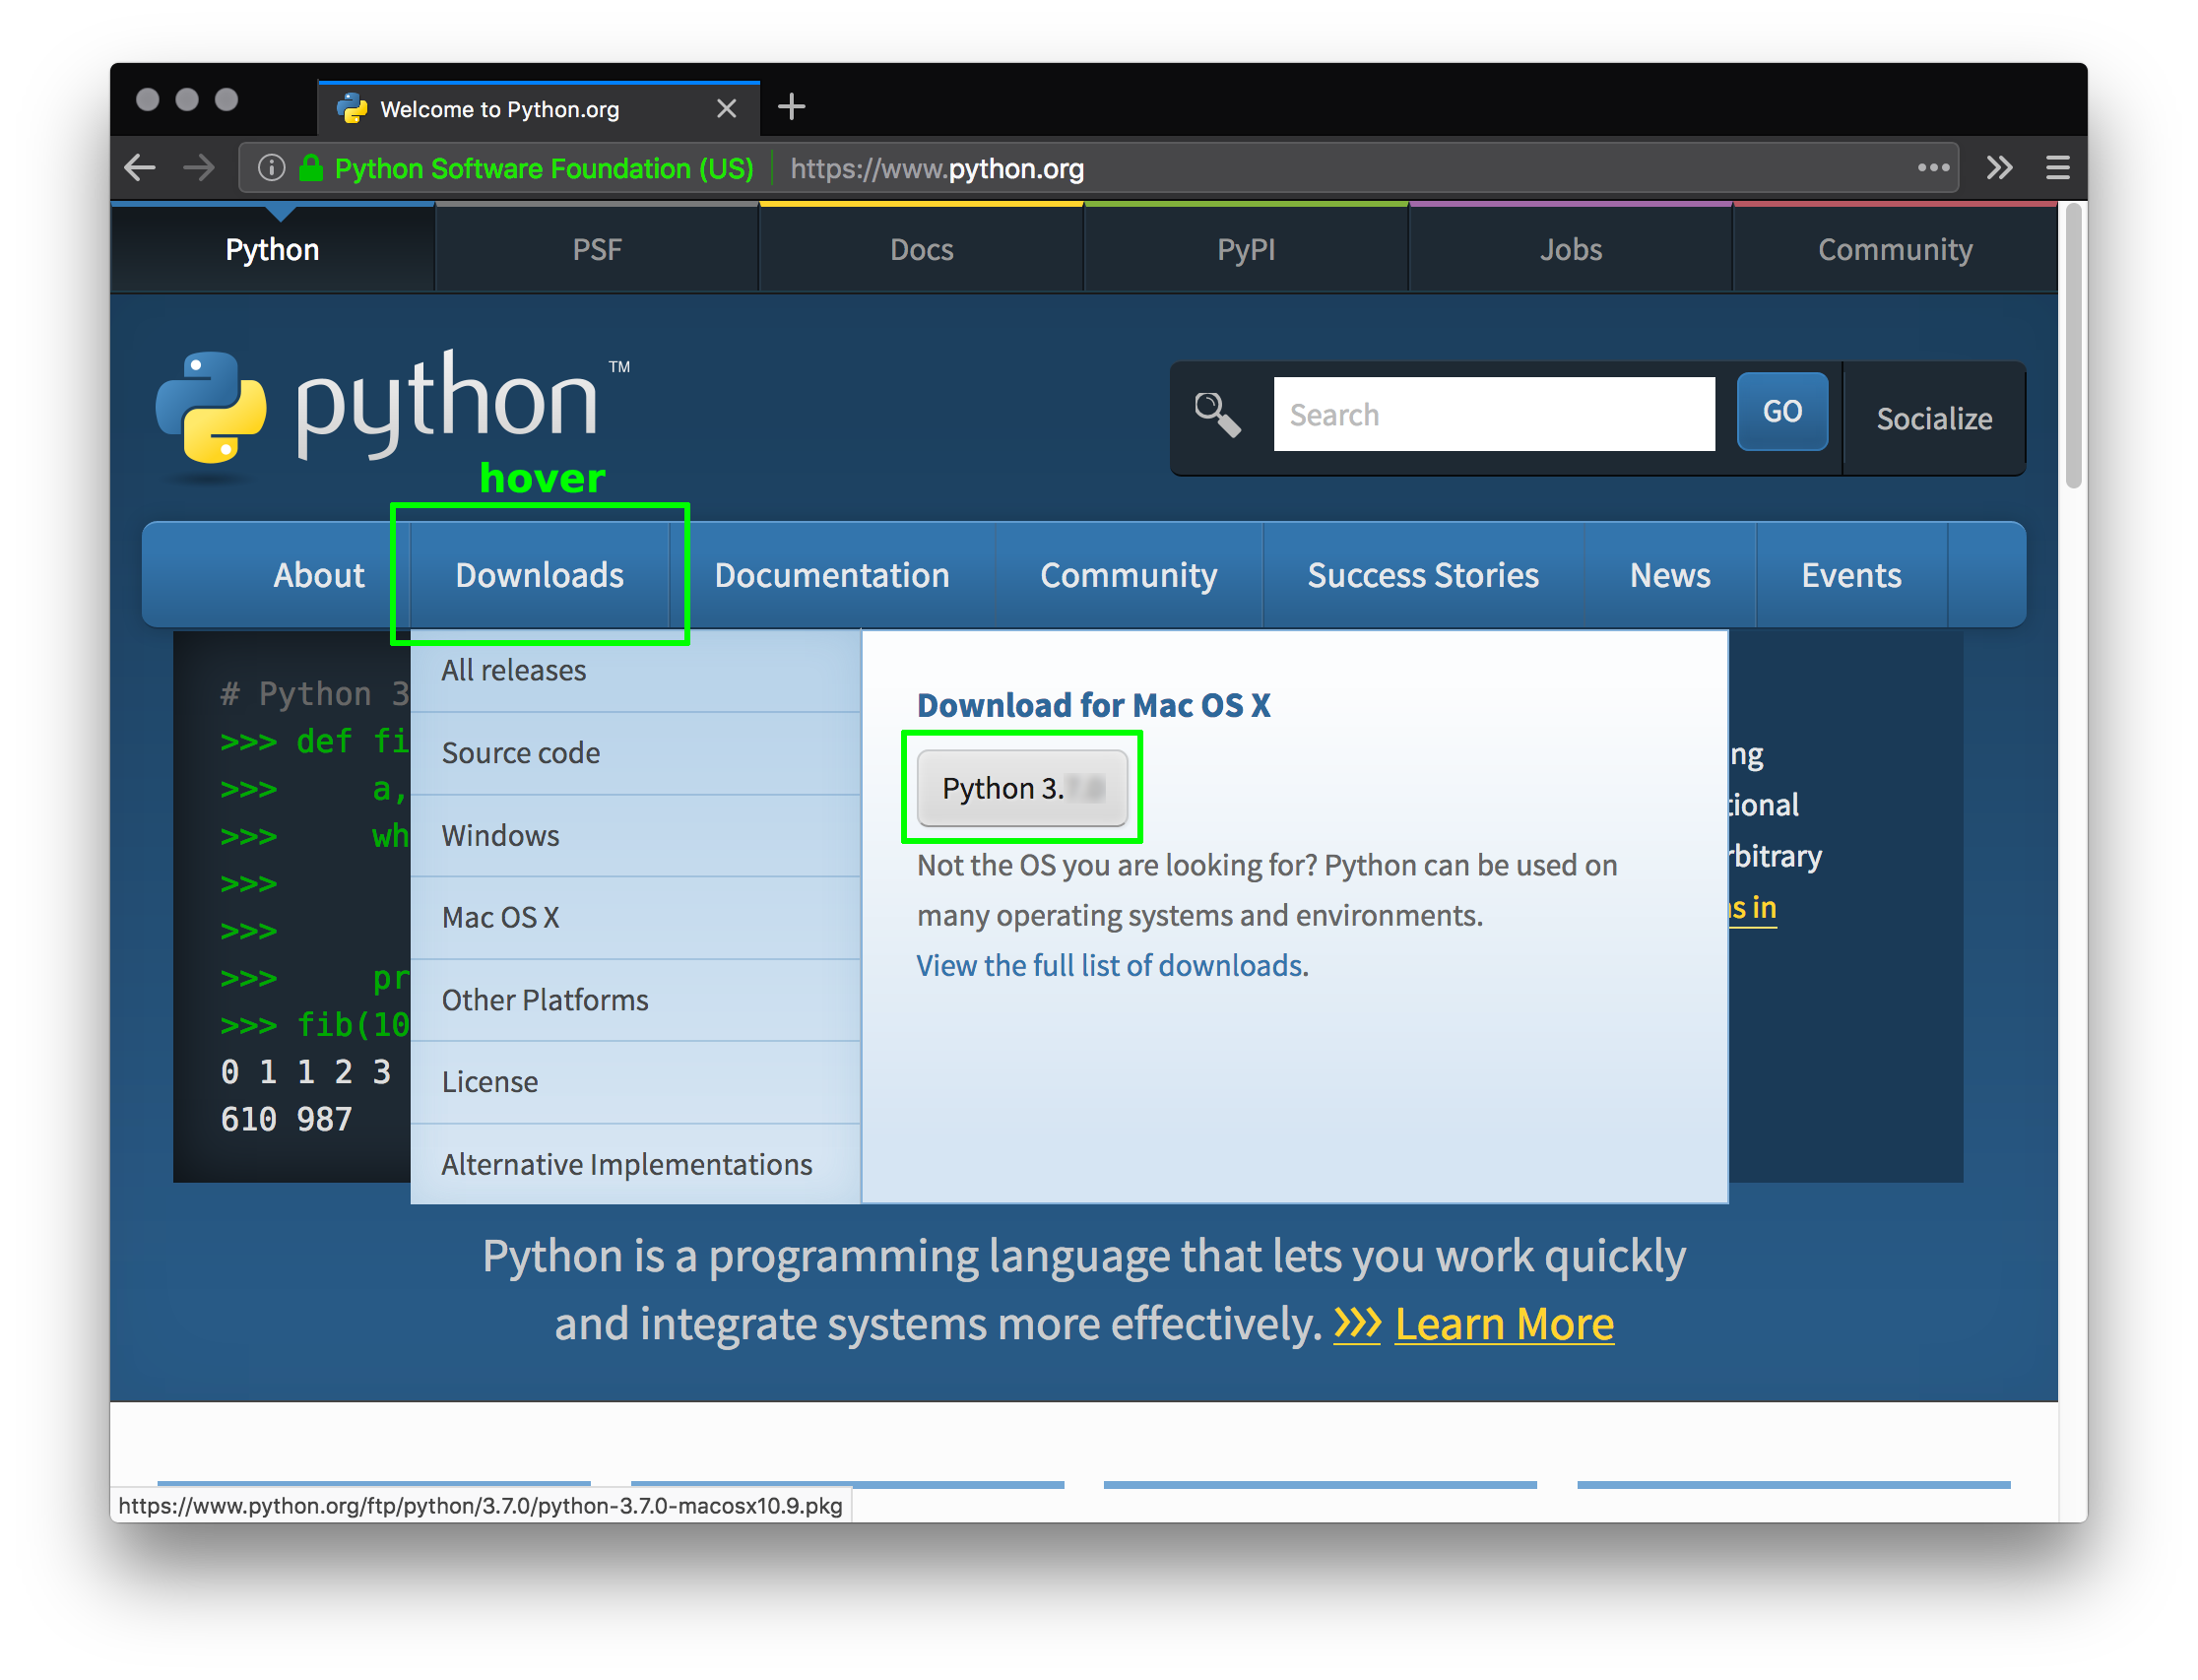 Welcome to Python.org
Python Software Foundation (US) https://www.python.org
Python PSF Docs PyPI Jobs Community
python™
Search GO Socialize
hover
About Downloads Documentation Community Success Stories News Events
All releases
Source code
Windows
Mac OS X
Other Platforms
License
Alternative Implementations
Download for Mac OS X
Python 3.
Not the OS you are looking for? Python can be used on
many operating systems and environments.
View the full list of downloads.
# Python 3
>>> def fi
>>> a,
>>> wh
>>>
>>>
>>> pr
>>> fib(10
0 1 1 2 3
610 987
ng
tional
rbitrary
s in
Python is a programming language that lets you work quickly
and integrate systems more effectively. >>> Learn More
https://www.python.org/ftp/python/3.7.0/python-3.7.0-macosx10.9.pkg